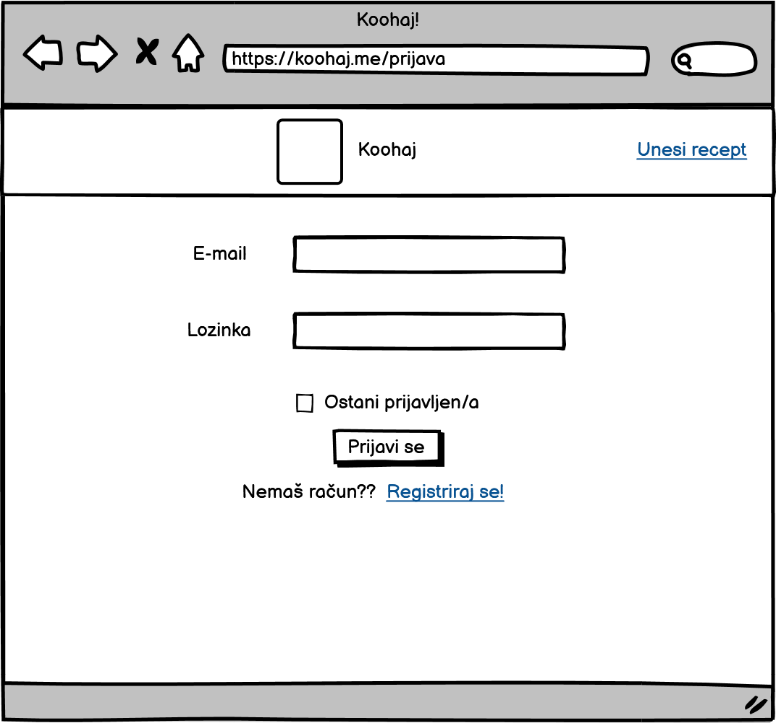 Koohaj!
https://koohaj.me/prijava
Koohaj
Unesi recept
E-mail
Lozinka
Ostani prijavljen/a
Prijavi se
Nemaš račun?? Registriraj se!